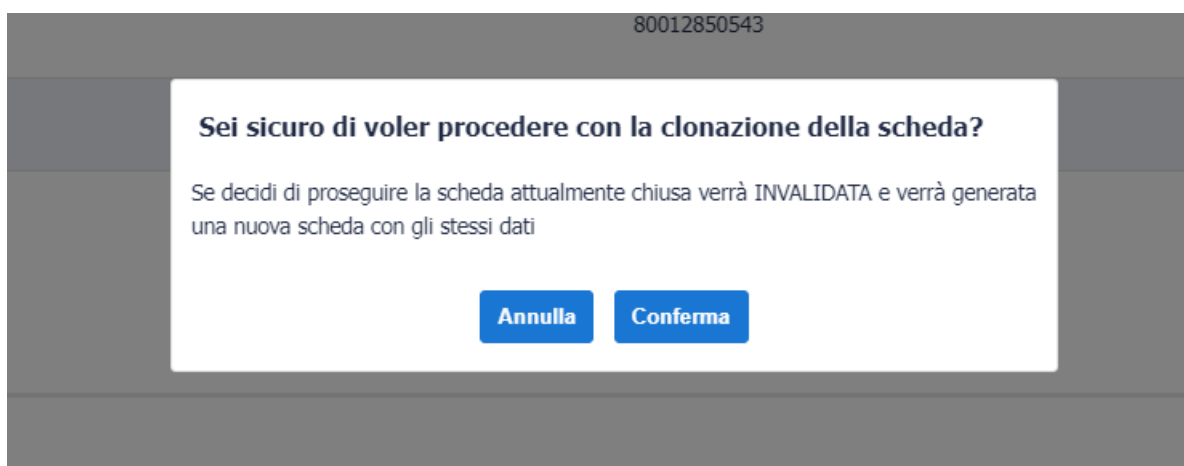 80012850543
Sei sicuro di voler procedere con la clonazione della scheda?
Se decidi di proseguire la scheda attualmente chiusa verrà INVALIDATA e verrà generata
una nuova scheda con gli stessi dati
Annulla Conferma